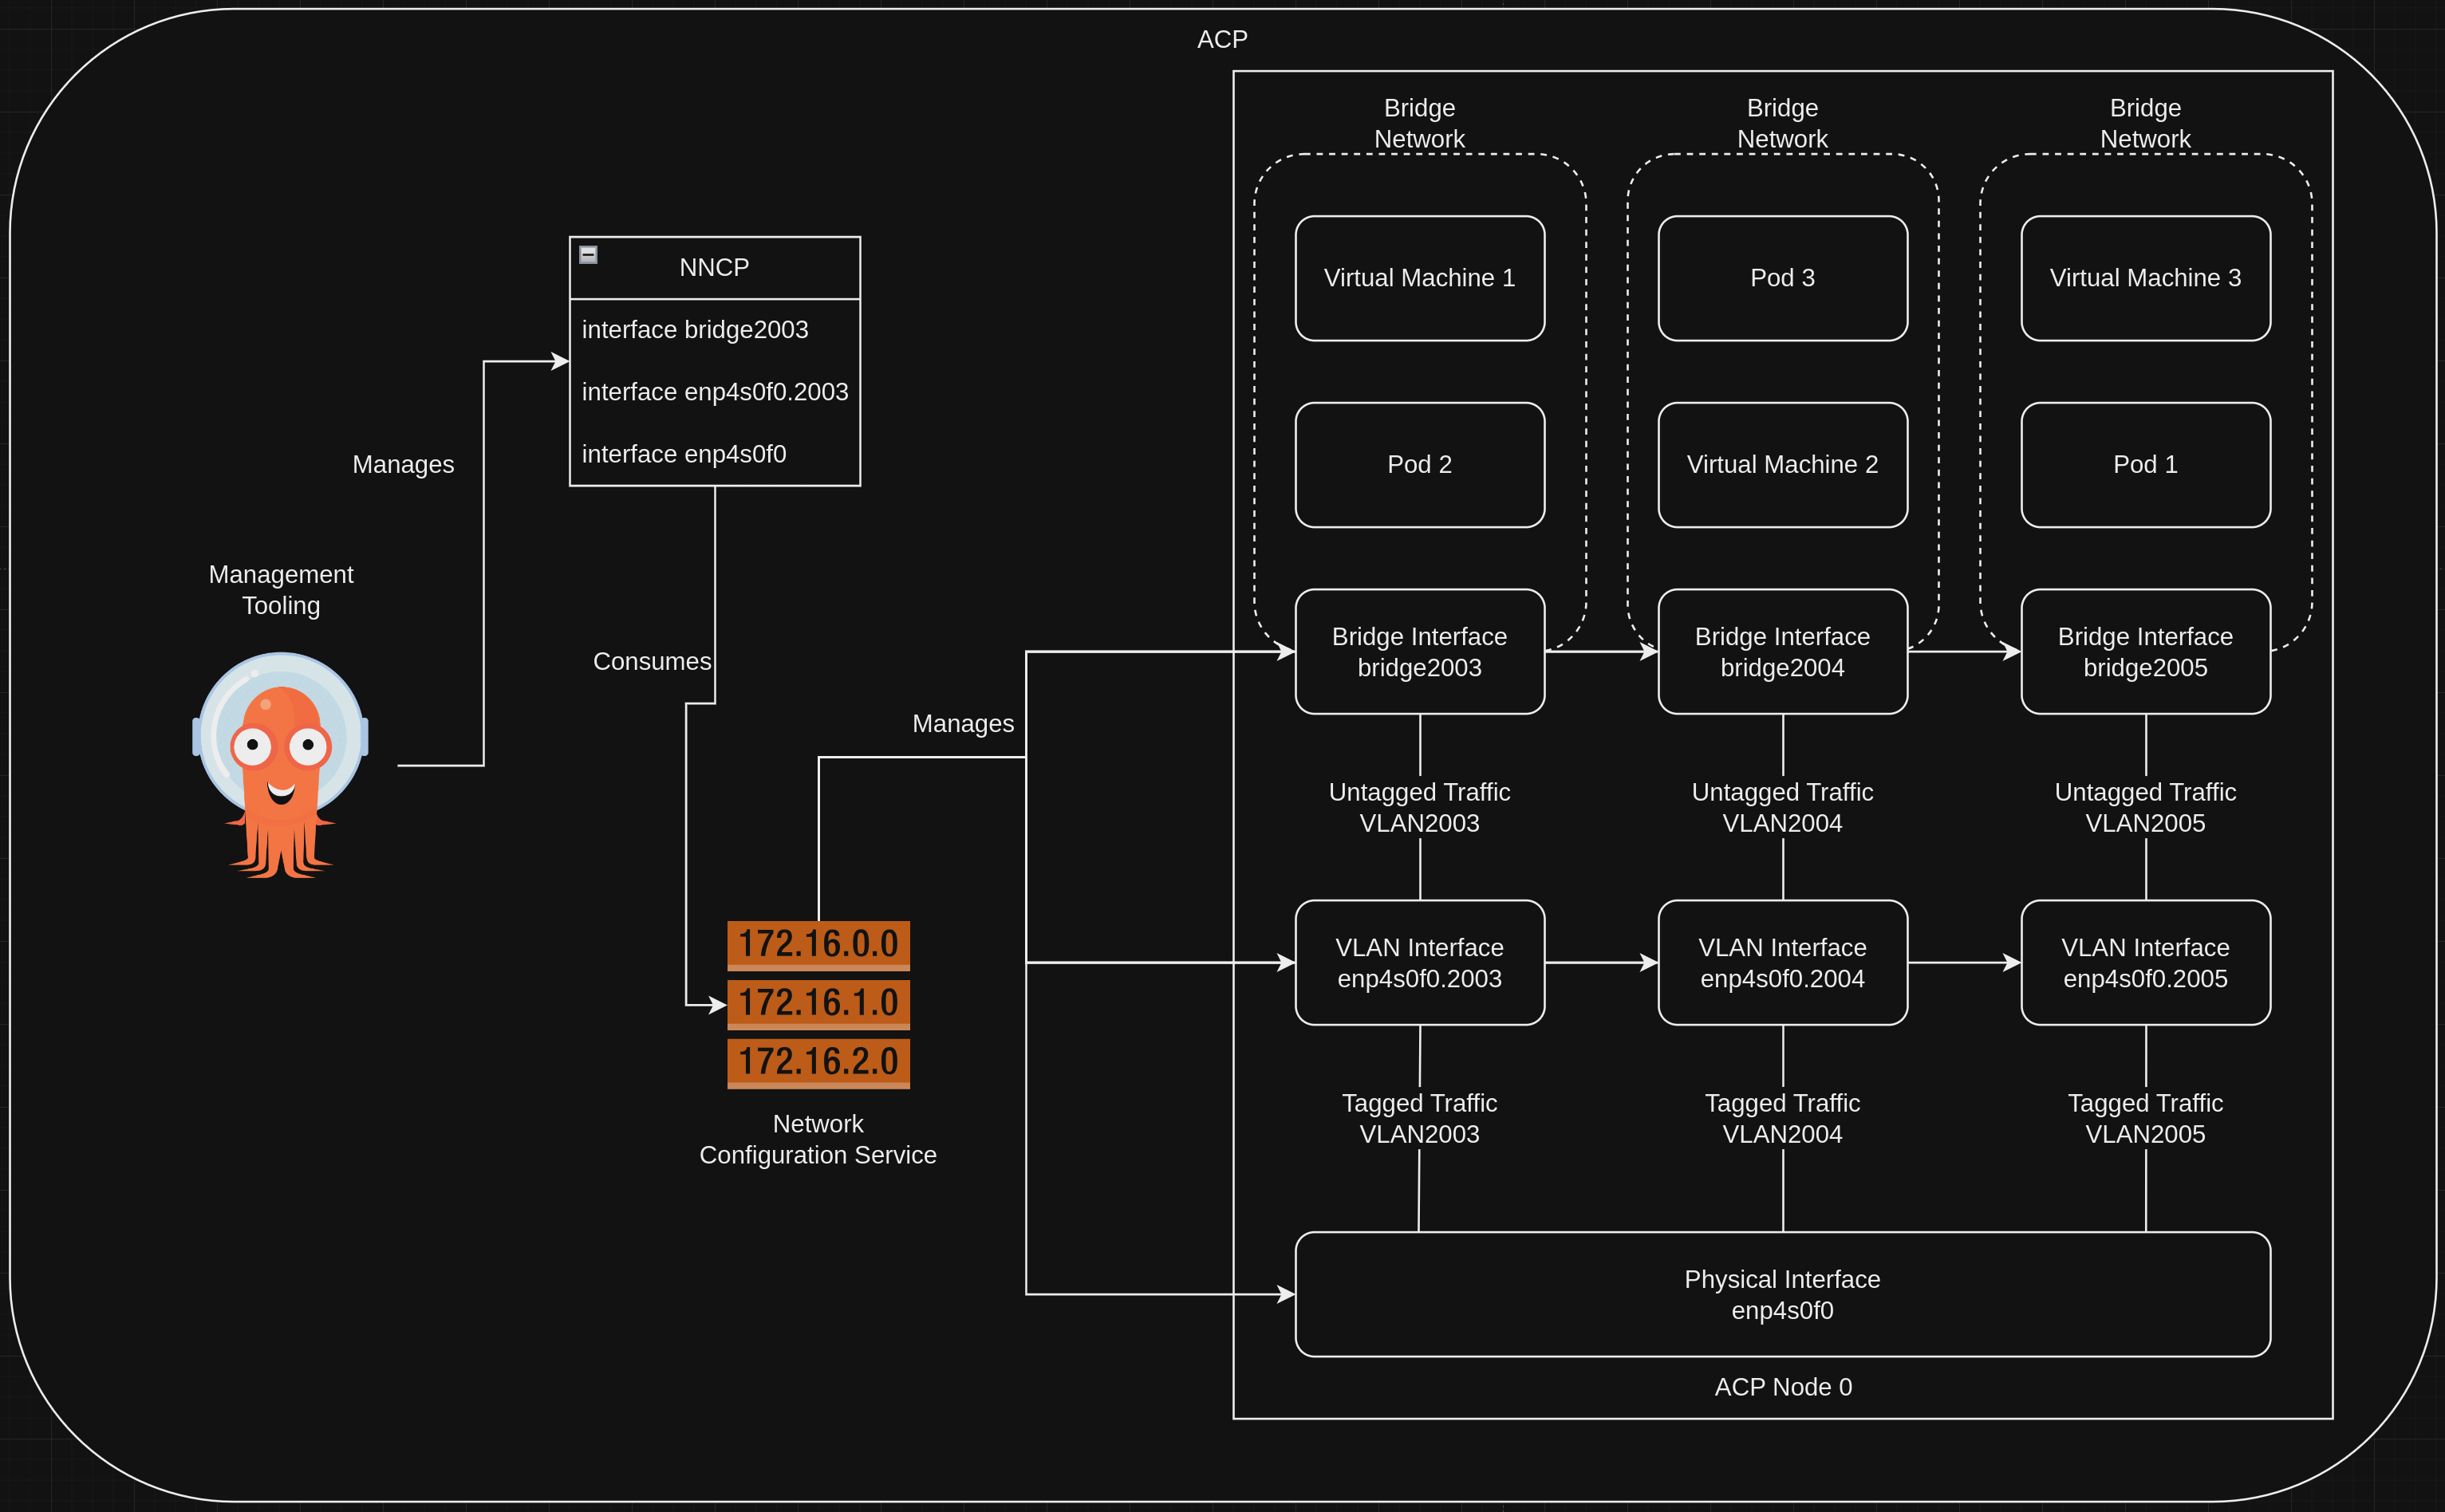 ACP
Bridge
Network
Bridge
Network
Bridge
Network
Virtual Machine 1
Pod 3
Virtual Machine 3
NNCP
interface bridge2003
interface enp4s0f0.2003
interface enp4s0f0
Manages
Pod 2
Virtual Machine 2
Pod 1
Management
Tooling
Consumes
Bridge Interface
bridge2003
Bridge Interface
bridge2004
Bridge Interface
bridge2005
Manages
Untagged Traffic
VLAN2003
Untagged Traffic
VLAN2004
Untagged Traffic
VLAN2005
172.16.0.0
172.16.1.0
172.16.2.0
Network
Configuration Service
VLAN Interface
enp4s0f0.2003
VLAN Interface
enp4s0f0.2004
VLAN Interface
enp4s0f0.2005
Tagged Traffic
VLAN2003
Tagged Traffic
VLAN2004
Tagged Traffic
VLAN2005
Physical Interface
enp4s0f0
ACP Node 0